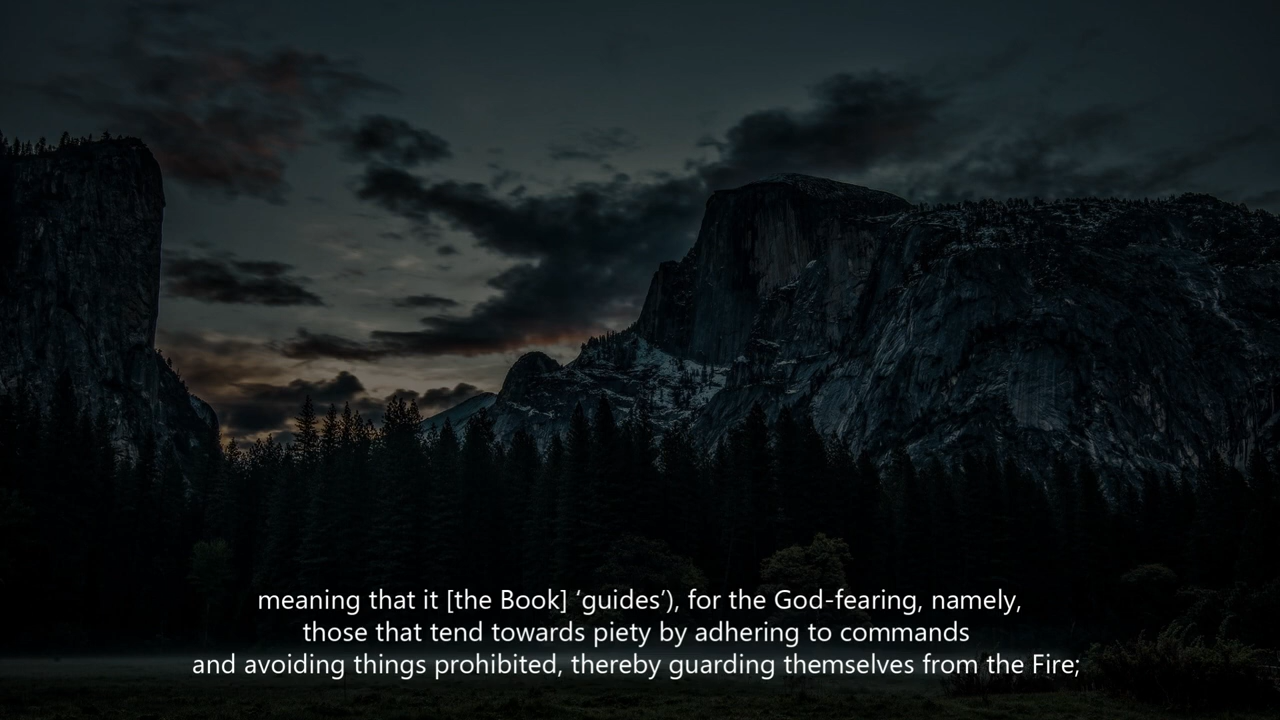 meaning that it [the Book] ‘guides’), for the God-fearing, namely,
those that tend towards piety by adhering to commands
and avoiding things prohibited, thereby guarding themselves from the Fire;